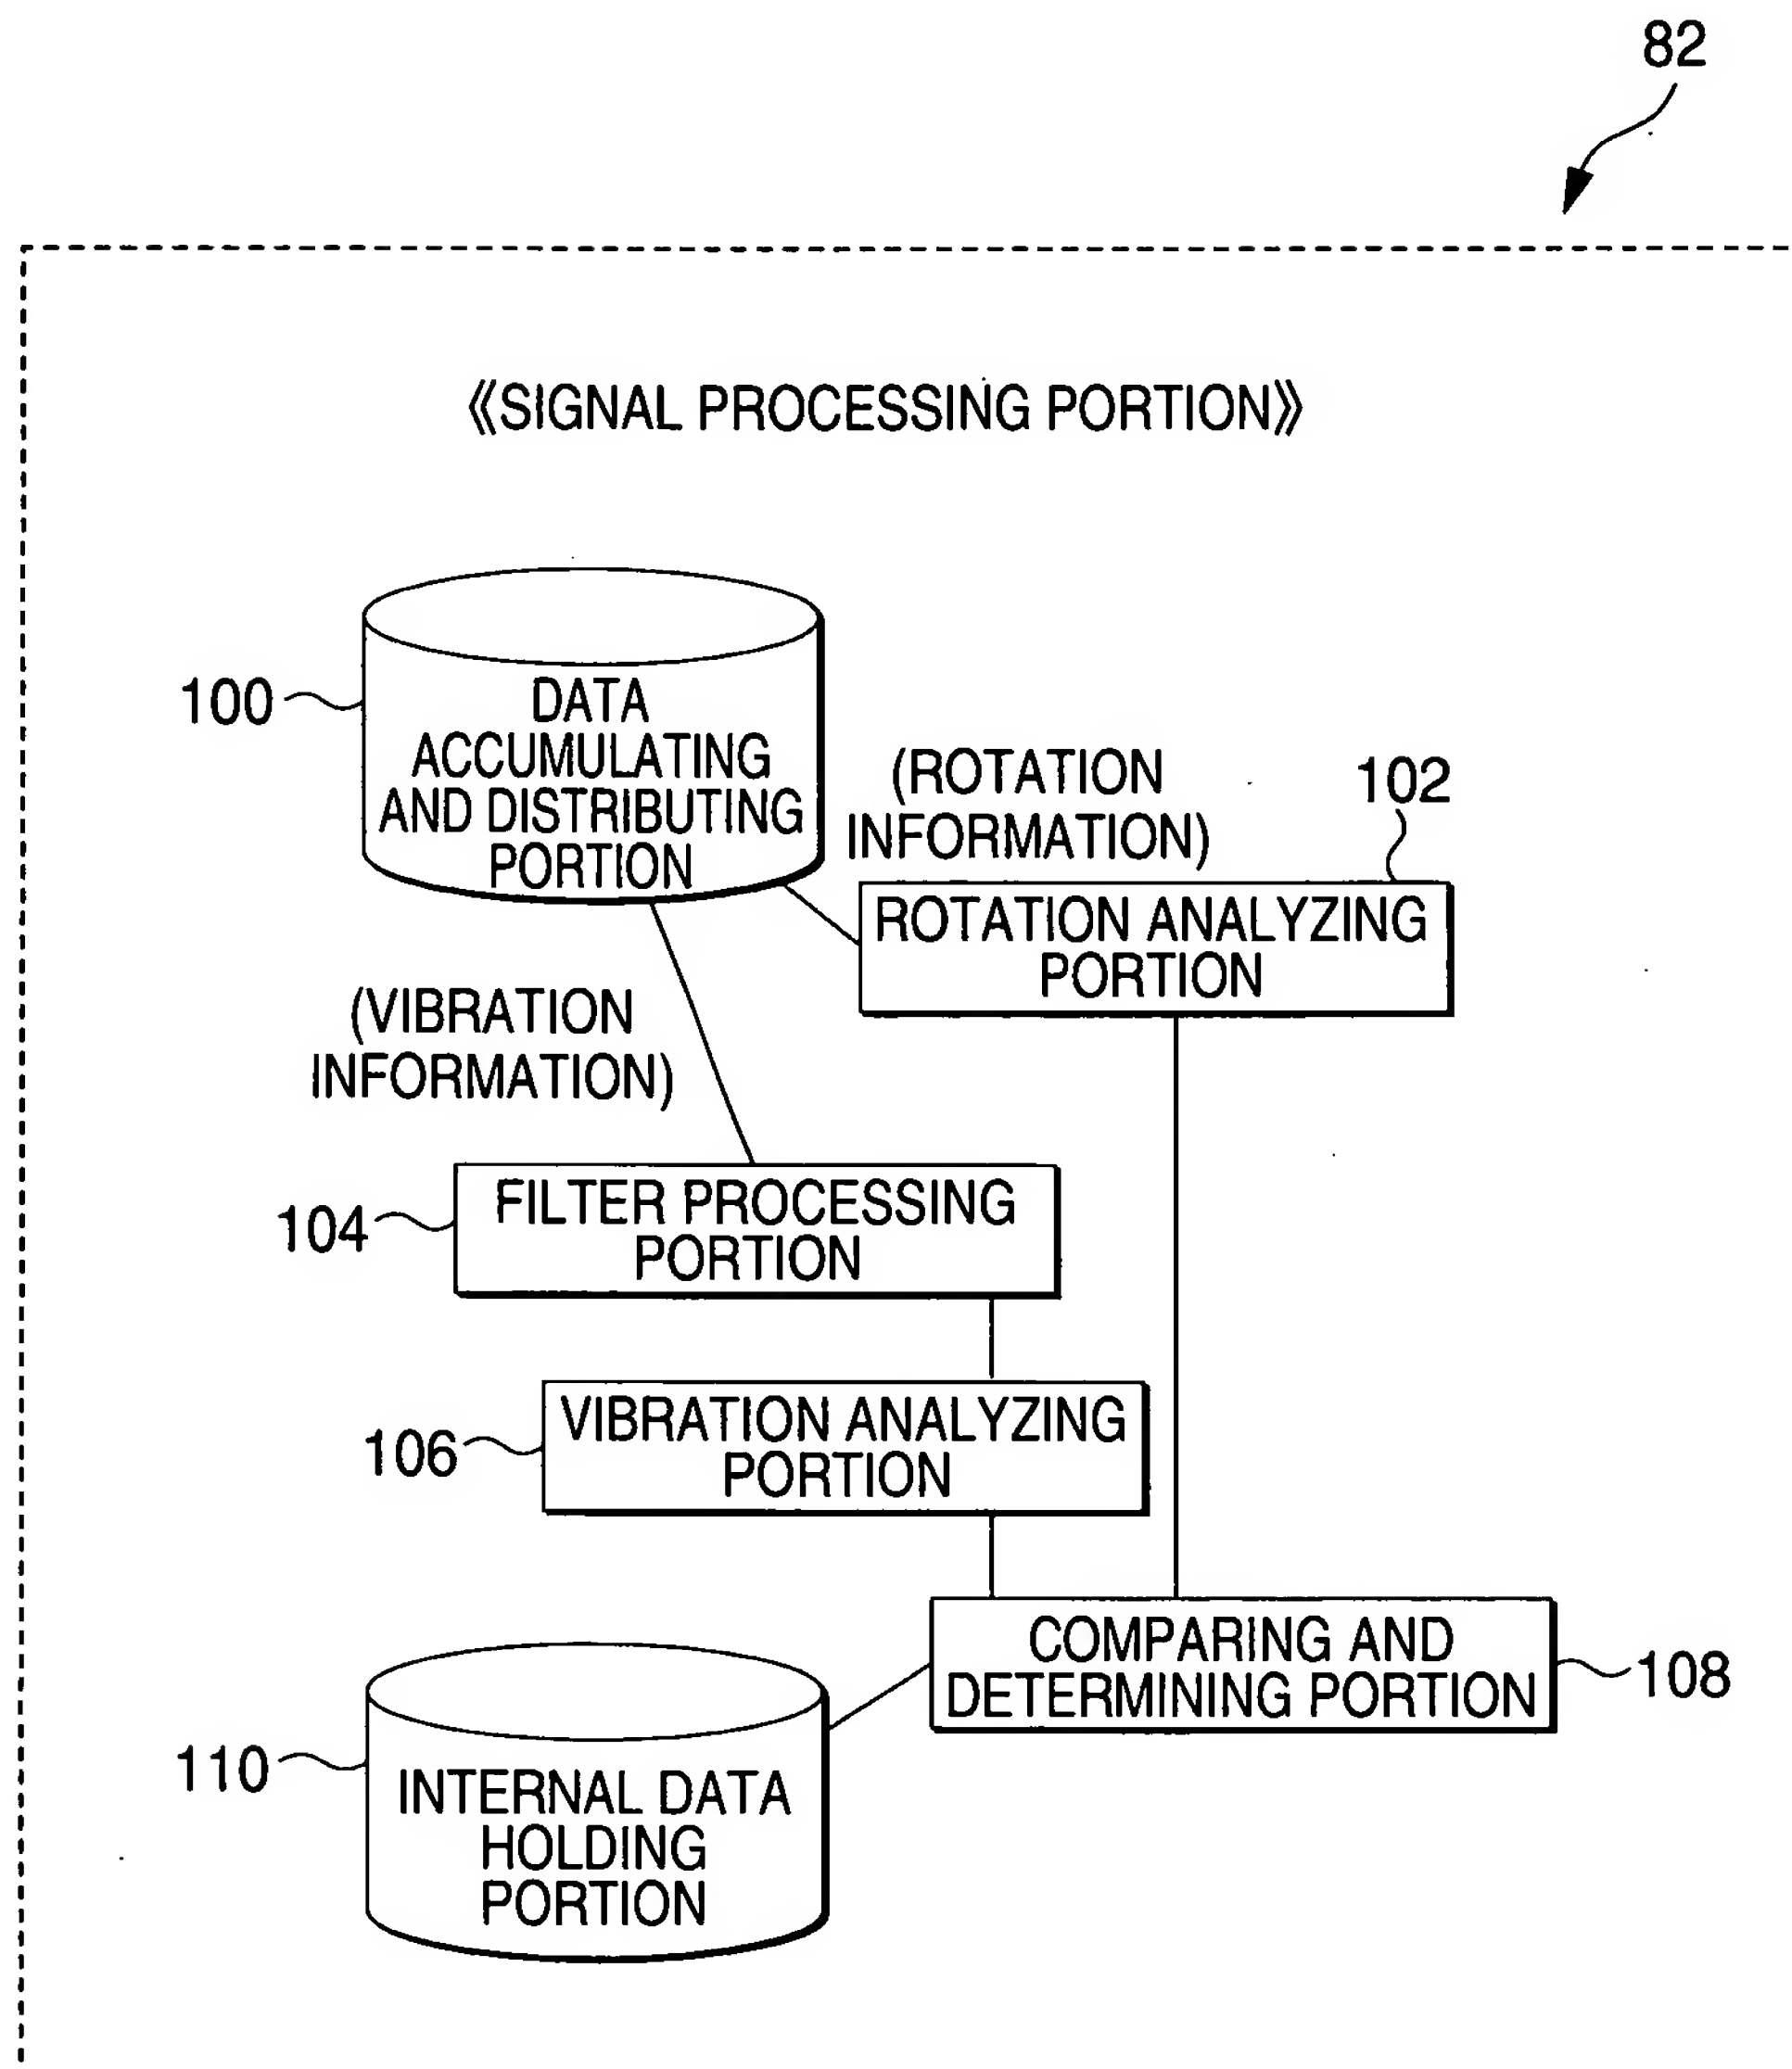 82
《SIGNAL PROCESSING PORTION》
100
DATA
ACCUMULATING
AND DISTRIBUTING
PORTION
(ROTATION
INFORMATION)
102
ROTATION ANALYZING
PORTION
(VIBRATION
INFORMATION)
104
FILTER PROCESSING
PORTION
106
VIBRATION ANALYZING
PORTION
COMPARING AND
DETERMINING PORTION
108
110
INTERNAL DATA
HOLDING
PORTION